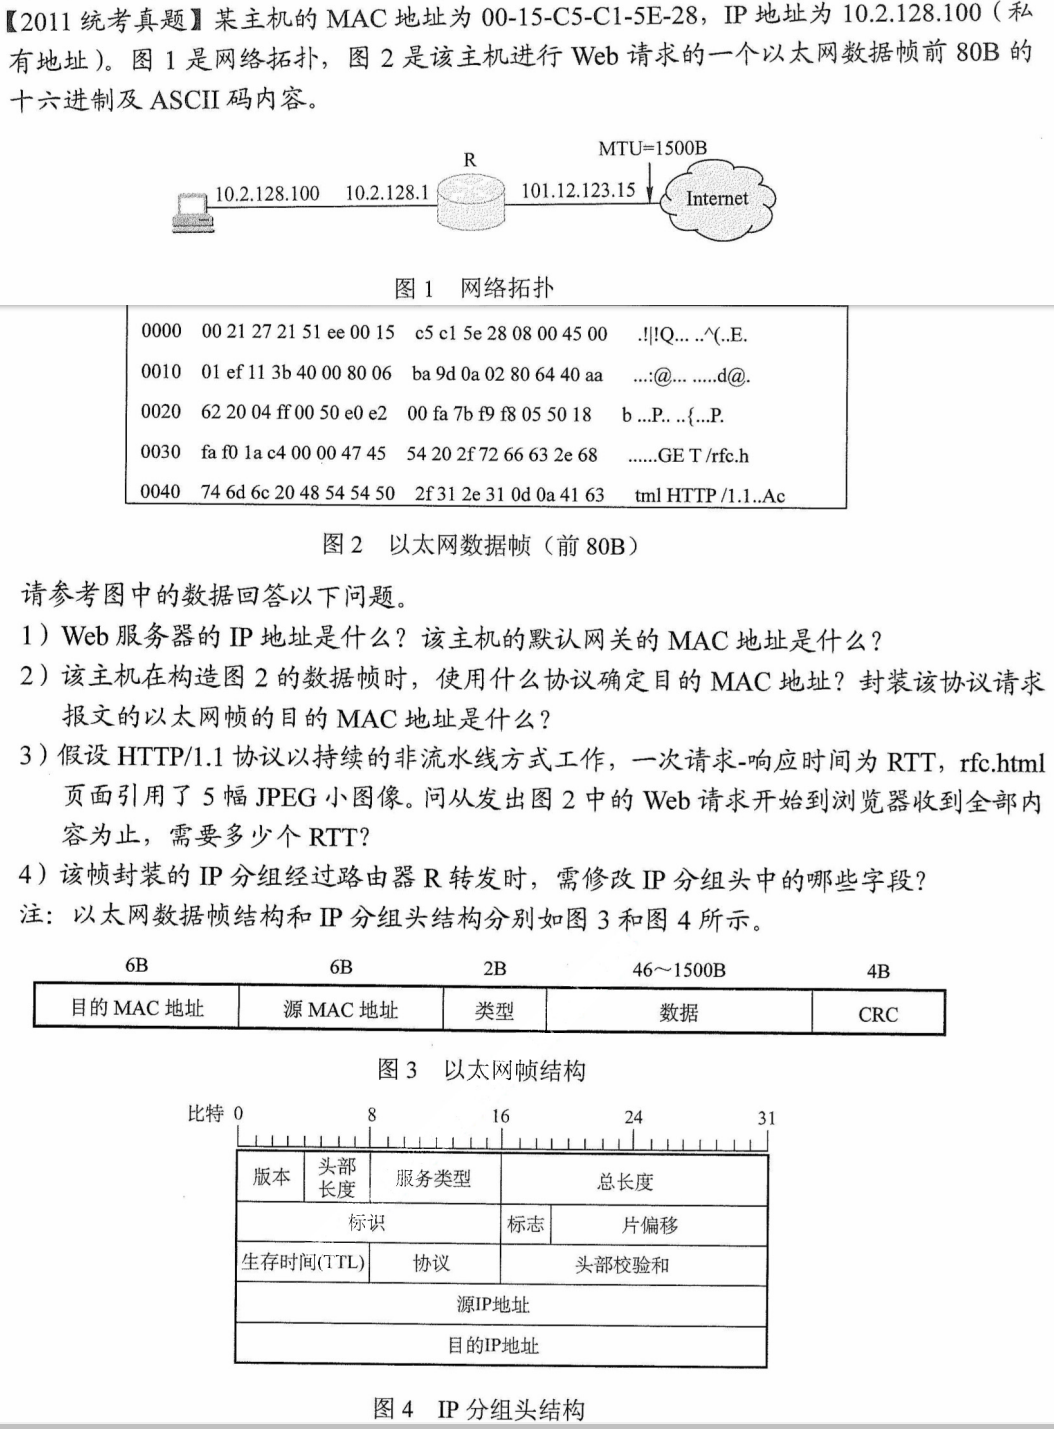 【2011 统考真题】某主机的 MAC 地址为 00-15-C5-C1-5E-28，IP 地址为 10.2.128.100（私
有地址）。图 1 是网络拓扑，图 2 是该主机进行 Web 请求的一个以太网数据帧前 80B 的
十六进制及 ASCII 码内容。
MTU=1500B
R
10.2.128.100 10.2.128.1 101.12.123.15 Internet
图 1 网络拓扑
0000 00 21 27 21 51 ee 00 15 c5 c1 5e 28 08 00 45 00 .!|!Q... ..^(..E.
0010 01 ef 11 3b 40 00 80 06 ba 9d 0a 02 80 64 40 aa ...:@... .....d@.
0020 62 20 04 ff 00 50 e0 e2 00 fa 7b f9 f8 05 50 18 b ...P.. ..{...P.
0030 fa f0 1a c4 00 00 47 45 54 20 2f 72 66 63 2e 68 ......GE T /rfc.h
0040 74 6d 6c 20 48 54 54 50 2f 31 2e 31 0d 0a 41 63 tml HTTP /1.1..Ac
图 2 以太网数据帧（前 80B）
请参考图中的数据回答以下问题。
1）Web 服务器的 IP 地址是什么？该主机的默认网关的 MAC 地址是什么？
2）该主机在构造图 2 的数据帧时，使用什么协议确定目的 MAC 地址？封装该协议请求
报文的以太网帧的目的 MAC 地址是什么？
3）假设 HTTP/1.1 协议以持续的非流水线方式工作，一次请求-响应时间为 RTT，rfc.html
页面引用了 5 幅 JPEG 小图像。问从发出图 2 中的 Web 请求开始到浏览器收到全部内
容为止，需要多少个 RTT？
4）该帧封装的 IP 分组经过路由器 R 转发时，需修改 IP 分组头中的哪些字段？
注：以太网数据帧结构和 IP 分组头结构分别如图 3 和图 4 所示。
6B 6B 2B 46～1500B 4B
目的 MAC 地址 源 MAC 地址 类型 数据 CRC
图 3 以太网帧结构
比特 0 8 16 24 31
版本 头部长度 服务类型 总长度
标识 标志 片偏移
生存时间(TTL) 协议 头部校验和
源IP地址
目的IP地址
图 4 IP 分组头结构